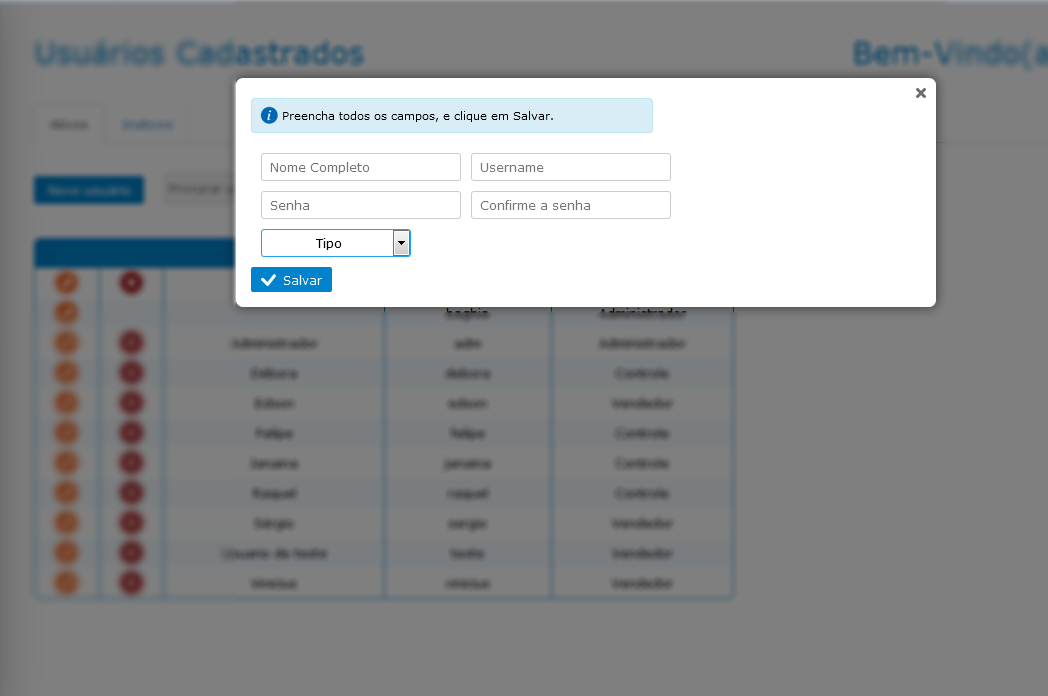 Usuários Cadastrados
Bem-Vindo(a
Ativos
Inativos
Preencha todos os campos, e clique em Salvar.
Nome Completo
Username
Senha
Confirme a senha
Novo usuário
Procurar
Tipo
Salvar
Administrador
Administrador adm Administrador
Débora debora Controle
Edson edson Vendedor
Felipe felipe Controle
Janaina janaina Controle
Raquel raquel Controle
Sérgio sergio Vendedor
Usuario de teste teste Vendedor
Vinicius vinicius Vendedor